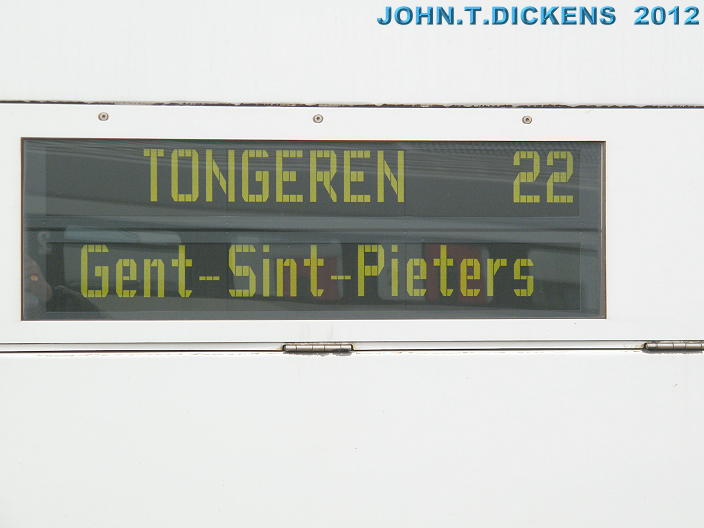 JOHN.T.DICKENS 2012
TONGEREN 22
Gent-Sint-Pieters